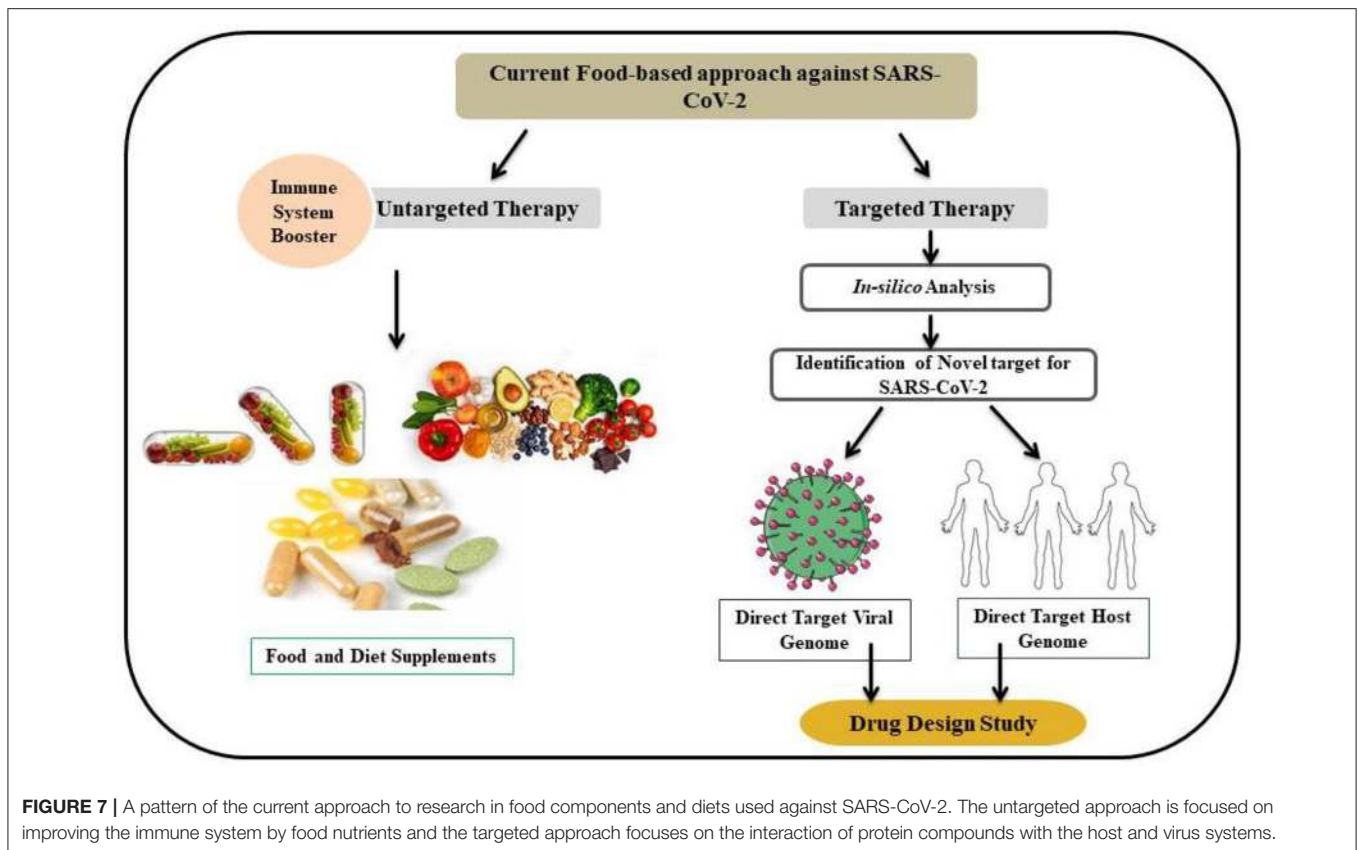 Current Food-based approach against SARS-
CoV-2
Immune
System
Booster
Untargeted Therapy
Food and Diet Supplements
Targeted Therapy
In-silico Analysis
Identification of Novel target for
SARS-CoV-2
Direct Target Viral
Genome
Direct Target Host
Genome
Drug Design Study
FIGURE 7 | A pattern of the current approach to research in food components and diets used against SARS-CoV-2. The untargeted approach is focused on
improving the immune system by food nutrients and the targeted approach focuses on the interaction of protein compounds with the host and virus systems.